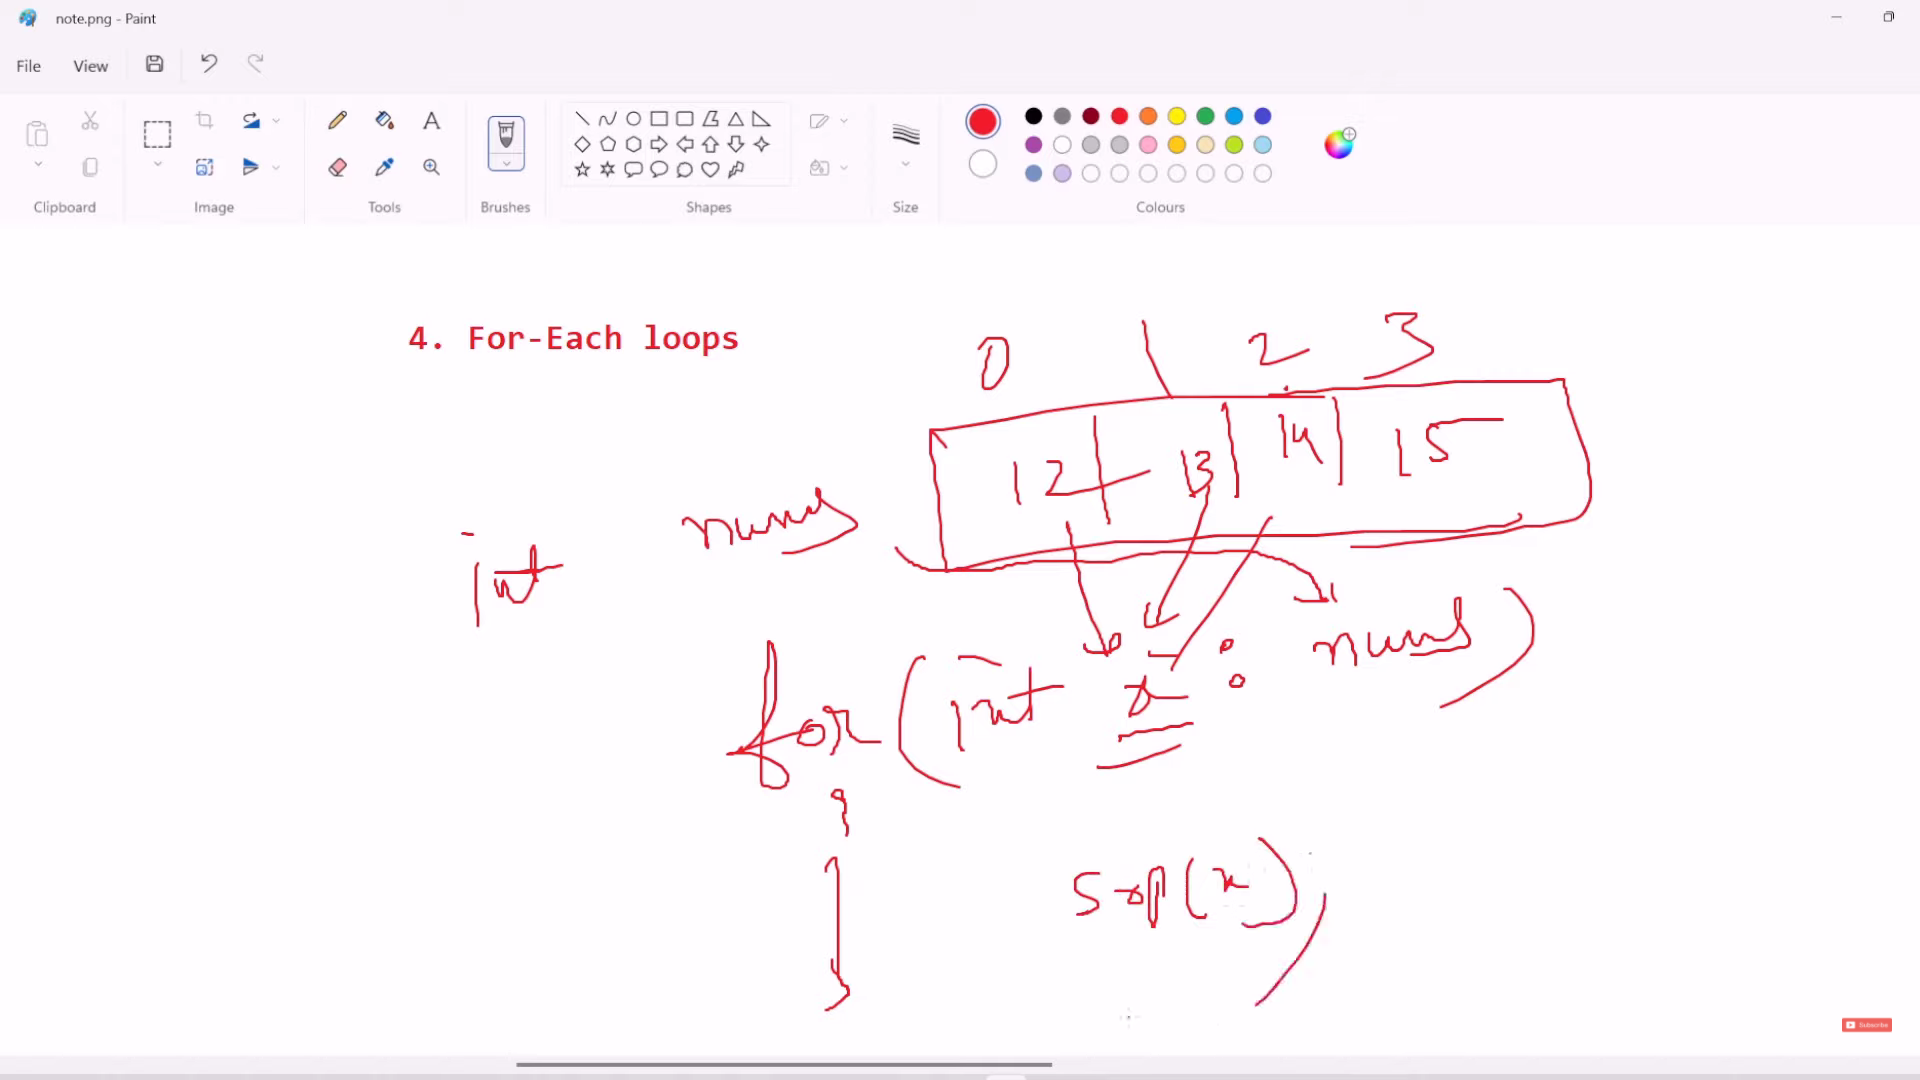 note.png - Paint
File View
Clipboard Image Tools Brushes Shapes Size Colours
4. For-Each loops
0 1 2 3
12 13 14 15
int nums
for (int x : nums)
{
sop(x)
}
Subscribe